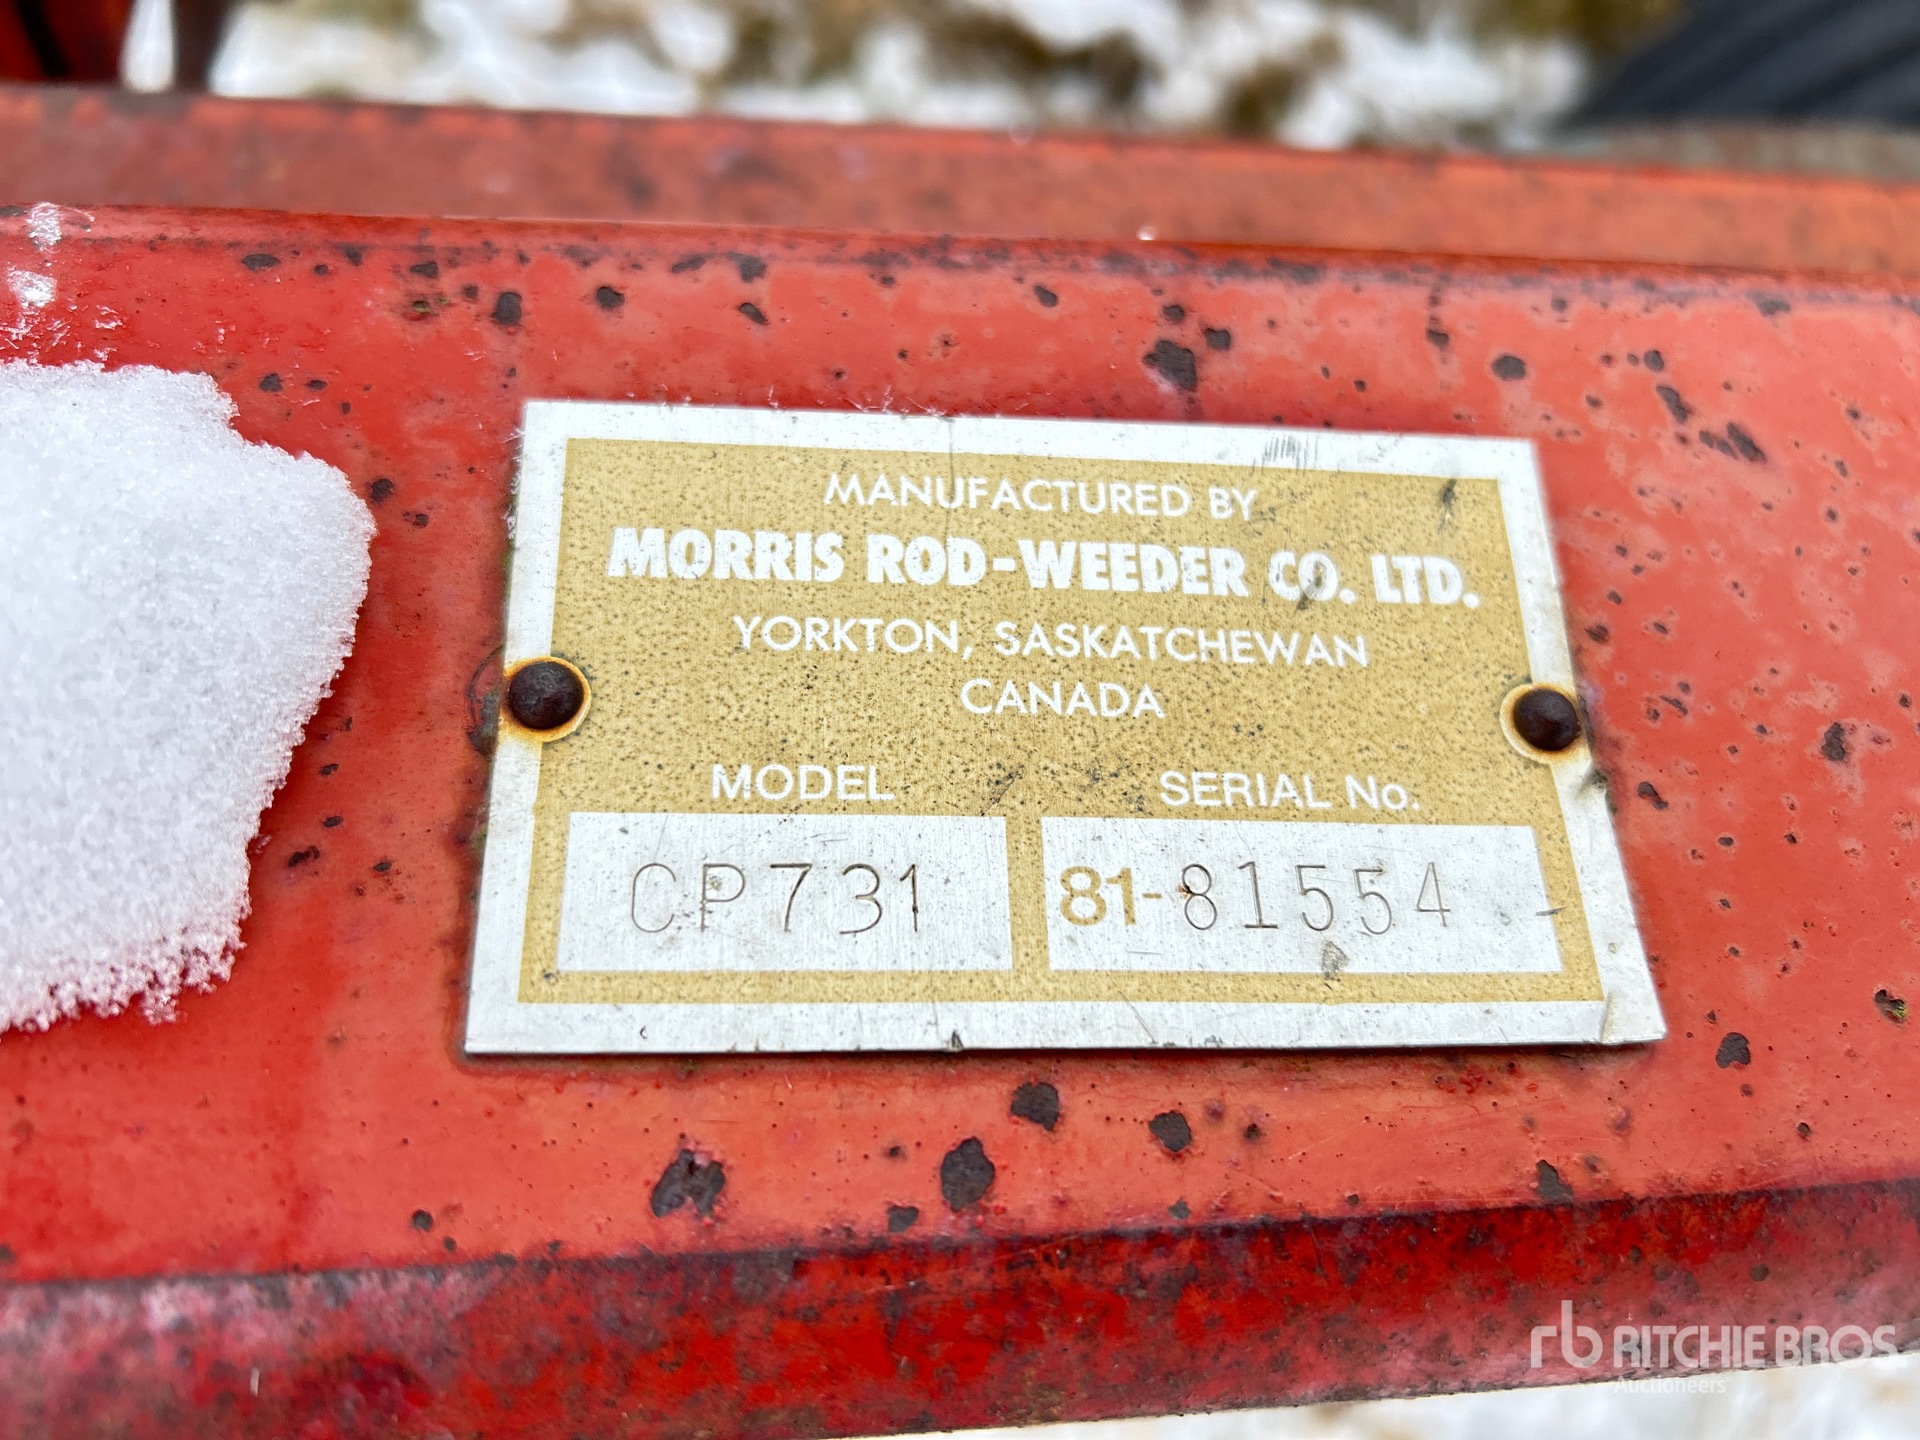 MANUFACTURED BY
MORRIS ROD-WEEDER CO. LTD.
YORKTON, SASKATCHEWAN
CANADA
MODEL SERIAL No.
CP731 81-81554
rb RITCHIE BROS
Auctioneers